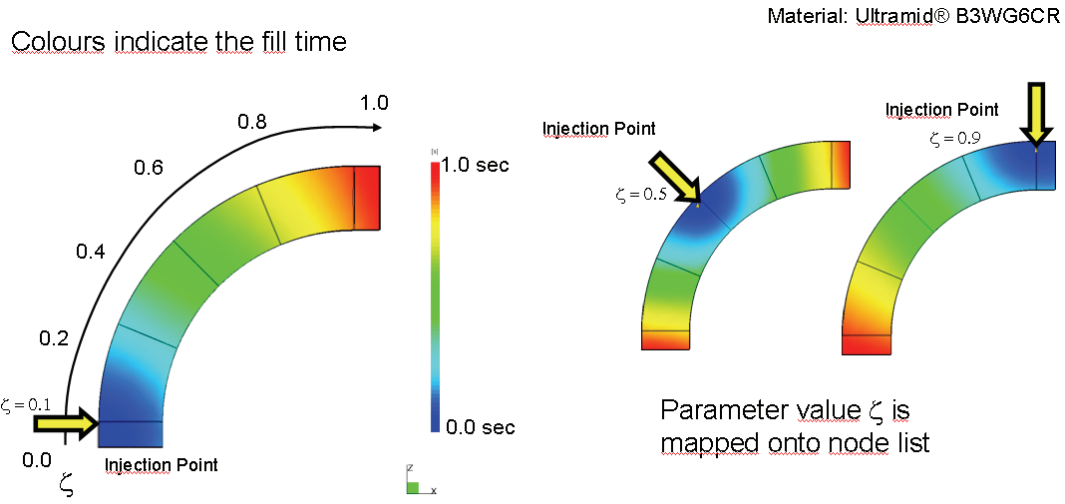 Material: Ultramid® B3WG6CR
Colours indicate the fill time
1.0
0.8
0.6
0.4
0.2
0.0
ζ
ζ = 0.1
Injection Point
[s]
1.0 sec
0.0 sec
z
x
Injection Point
ζ = 0.5
Injection Point
ζ = 0.9
Parameter value ζ is
mapped onto node list